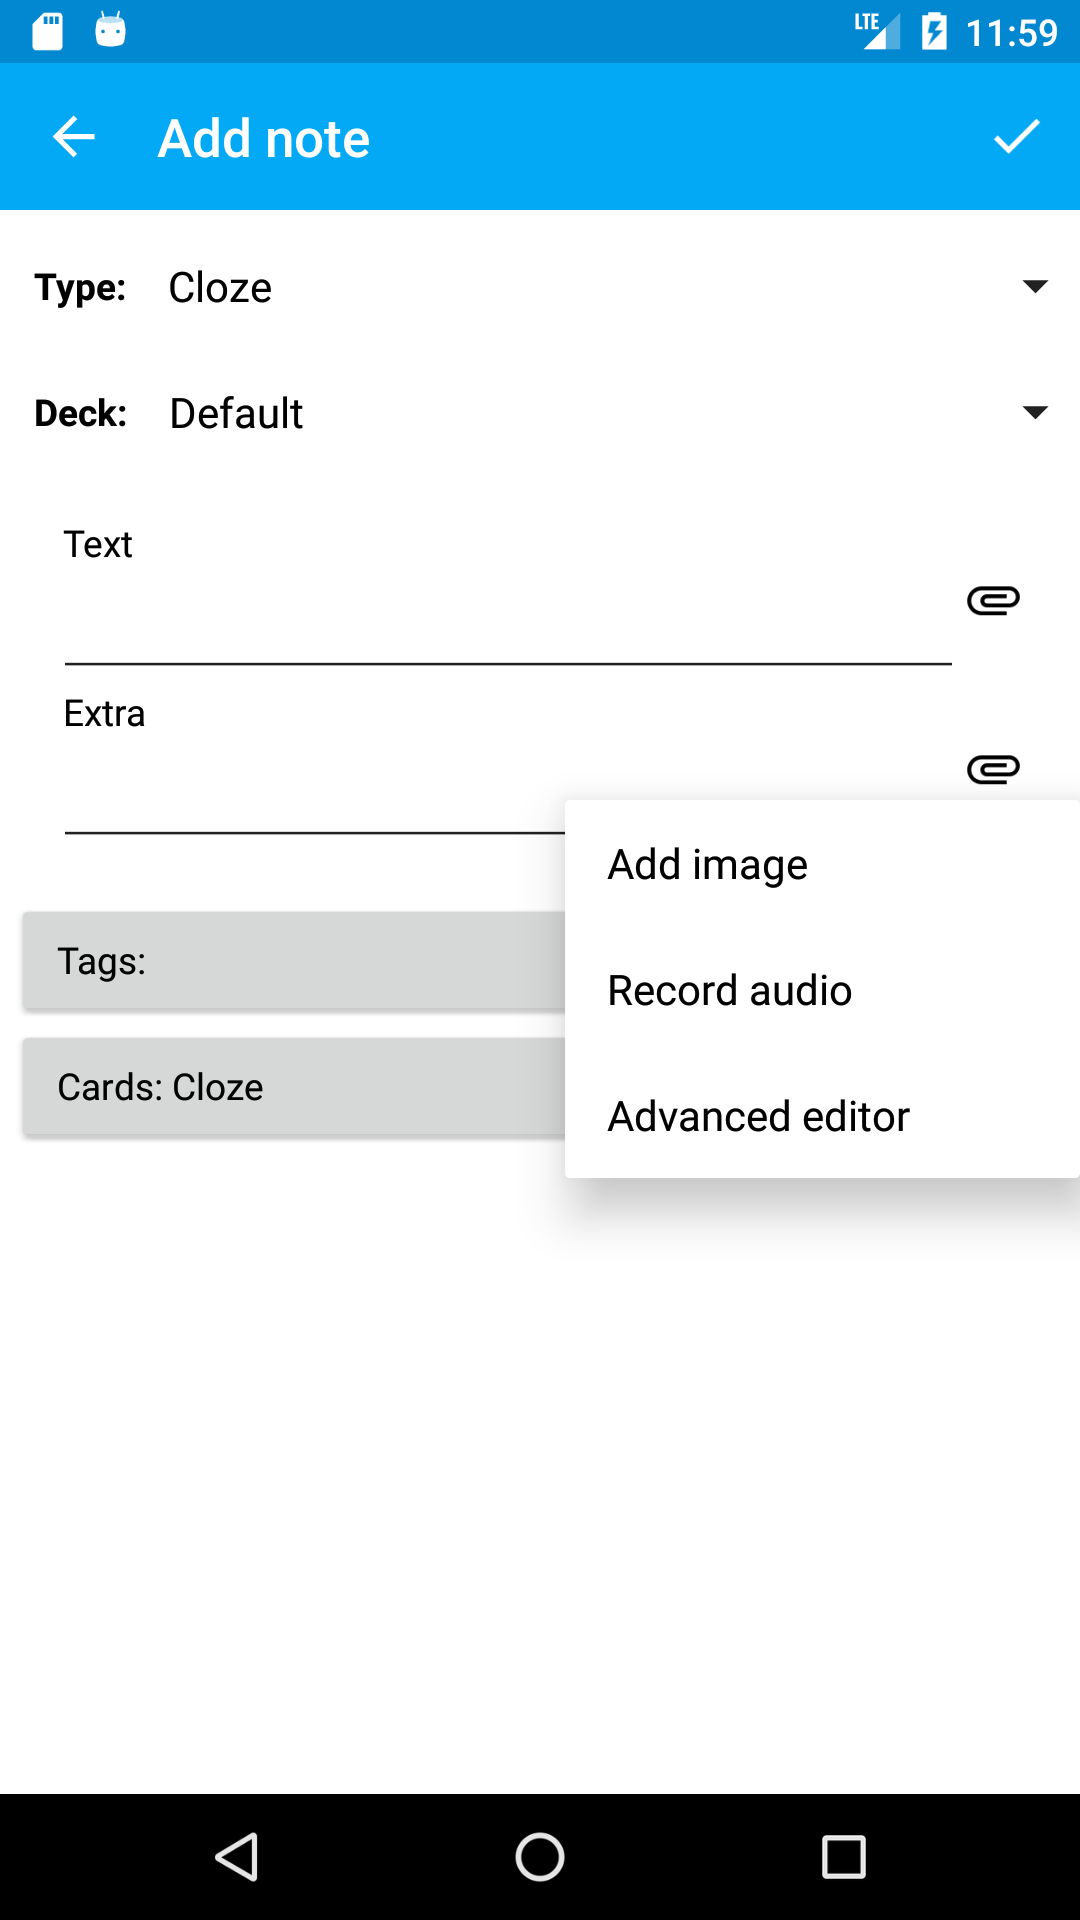 LTE 11:59
Add note
Type: Cloze
Deck: Default
Text
Extra
Add image
Tags:
Record audio
Cards: Cloze
Advanced editor